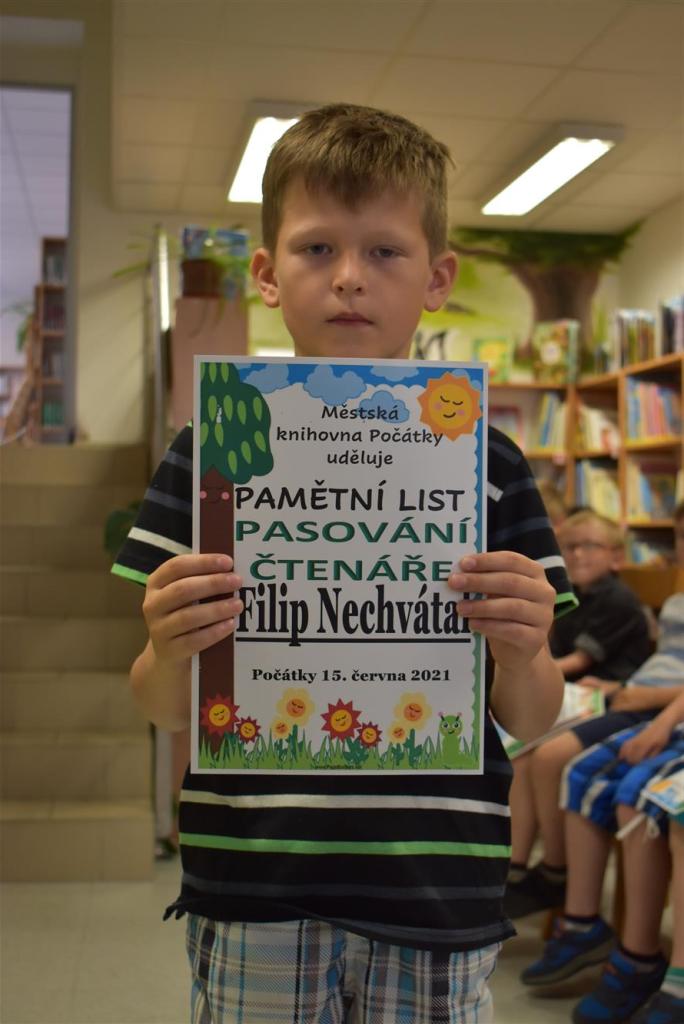 Městská
knihovna Počátky
uděluje
PAMĚTNÍ LIST
PASOVÁNÍ
ČTENÁŘE
Filip Nechvátal
Počátky 15. června 2021